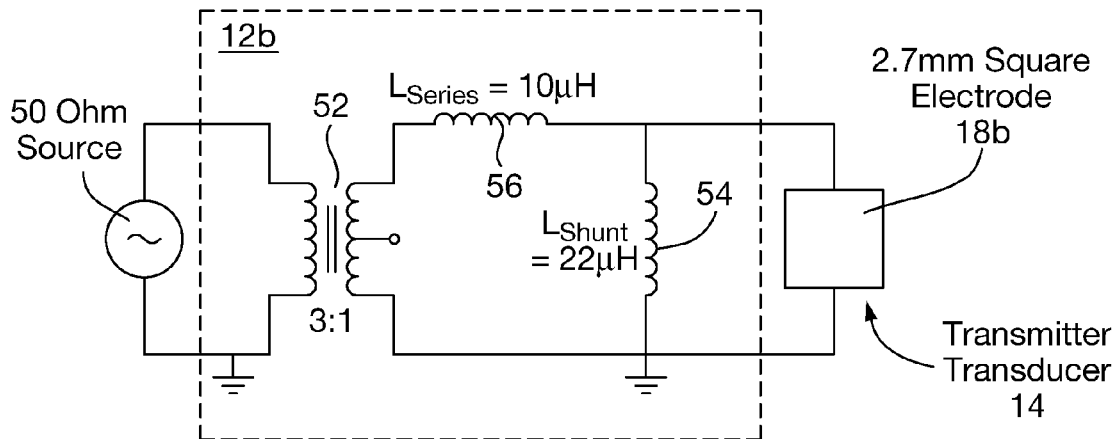 12b
50 Ohm
Source
52
L_Series = 10μH
56
L_Shunt
= 22μH
54
3:1
2.7mm Square
Electrode
18b
Transmitter
Transducer
14